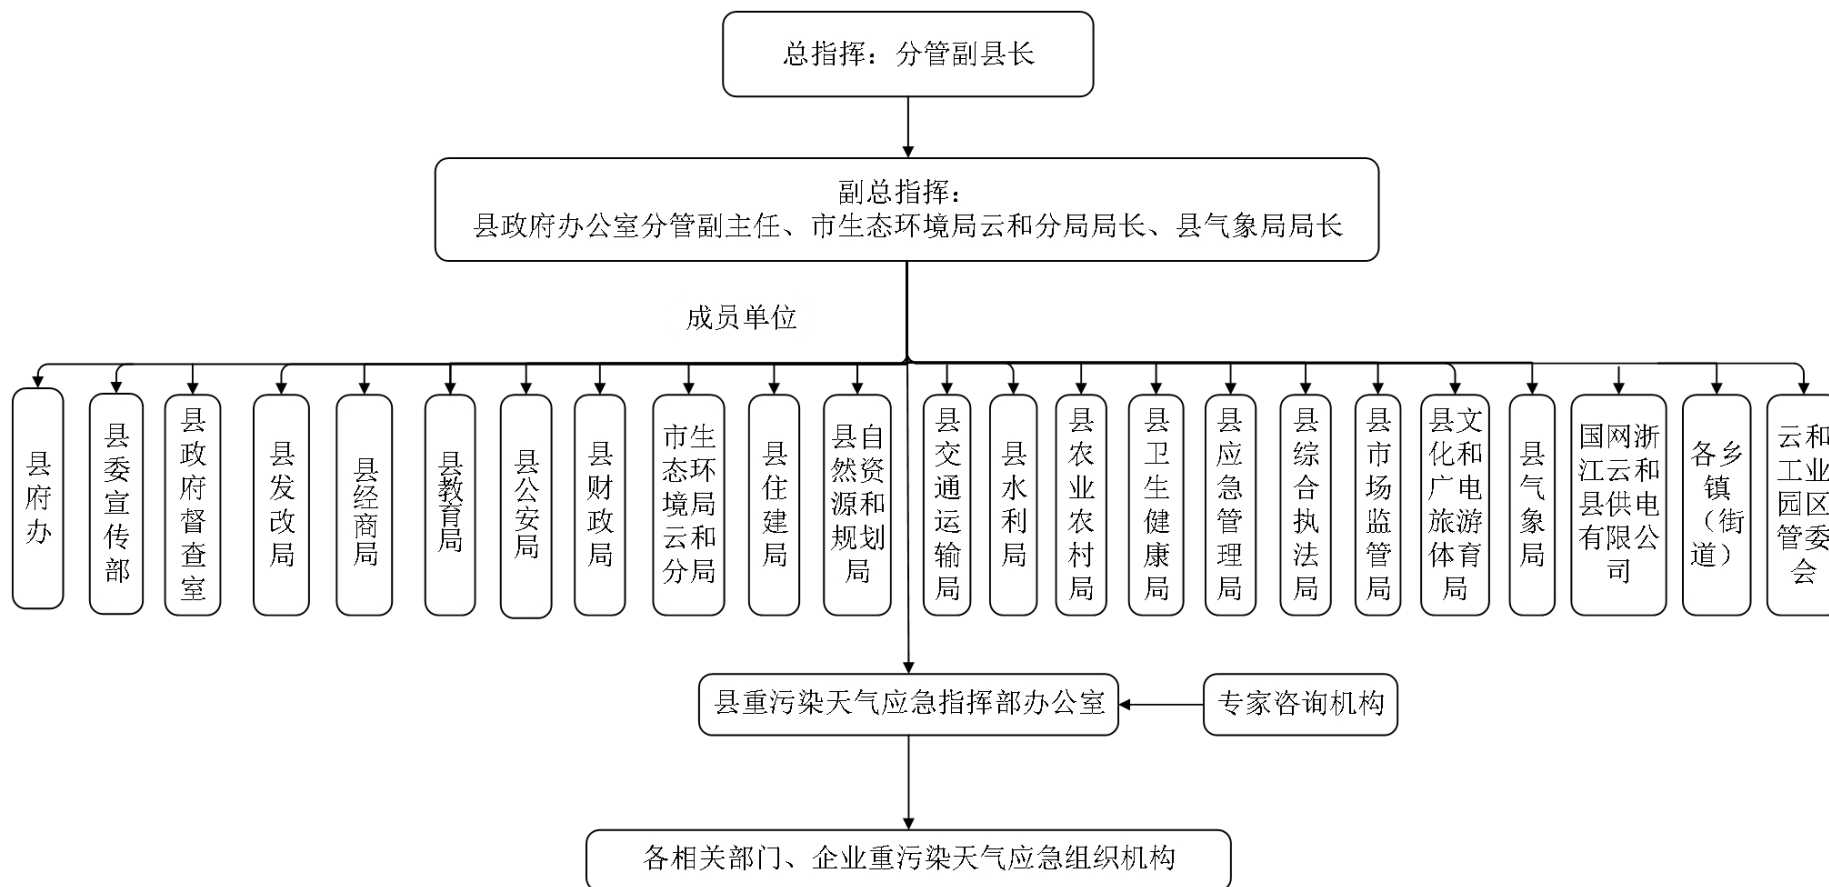 总指挥：分管副县长
副总指挥：
县政府办公室分管副主任、市生态环境局云和分局局长、县气象局局长
成员单位
县府办
县委宣传部
县政府督查室
县发改局
县经商局
县教育局
县公安局
县财政局
市生态环境局云和分局
县住建局
县自然资源和规划局
县交通运输局
县水利局
县农业农村局
县卫生健康局
县应急管理局
县综合执法局
县市场监管局
县文化和广电旅游体育局
县气象局
国网浙江云和县供电有限公司
各乡镇（街道）
云和工业园区管委会
县重污染天气应急指挥部办公室
专家咨询机构
各相关部门、企业重污染天气应急组织机构